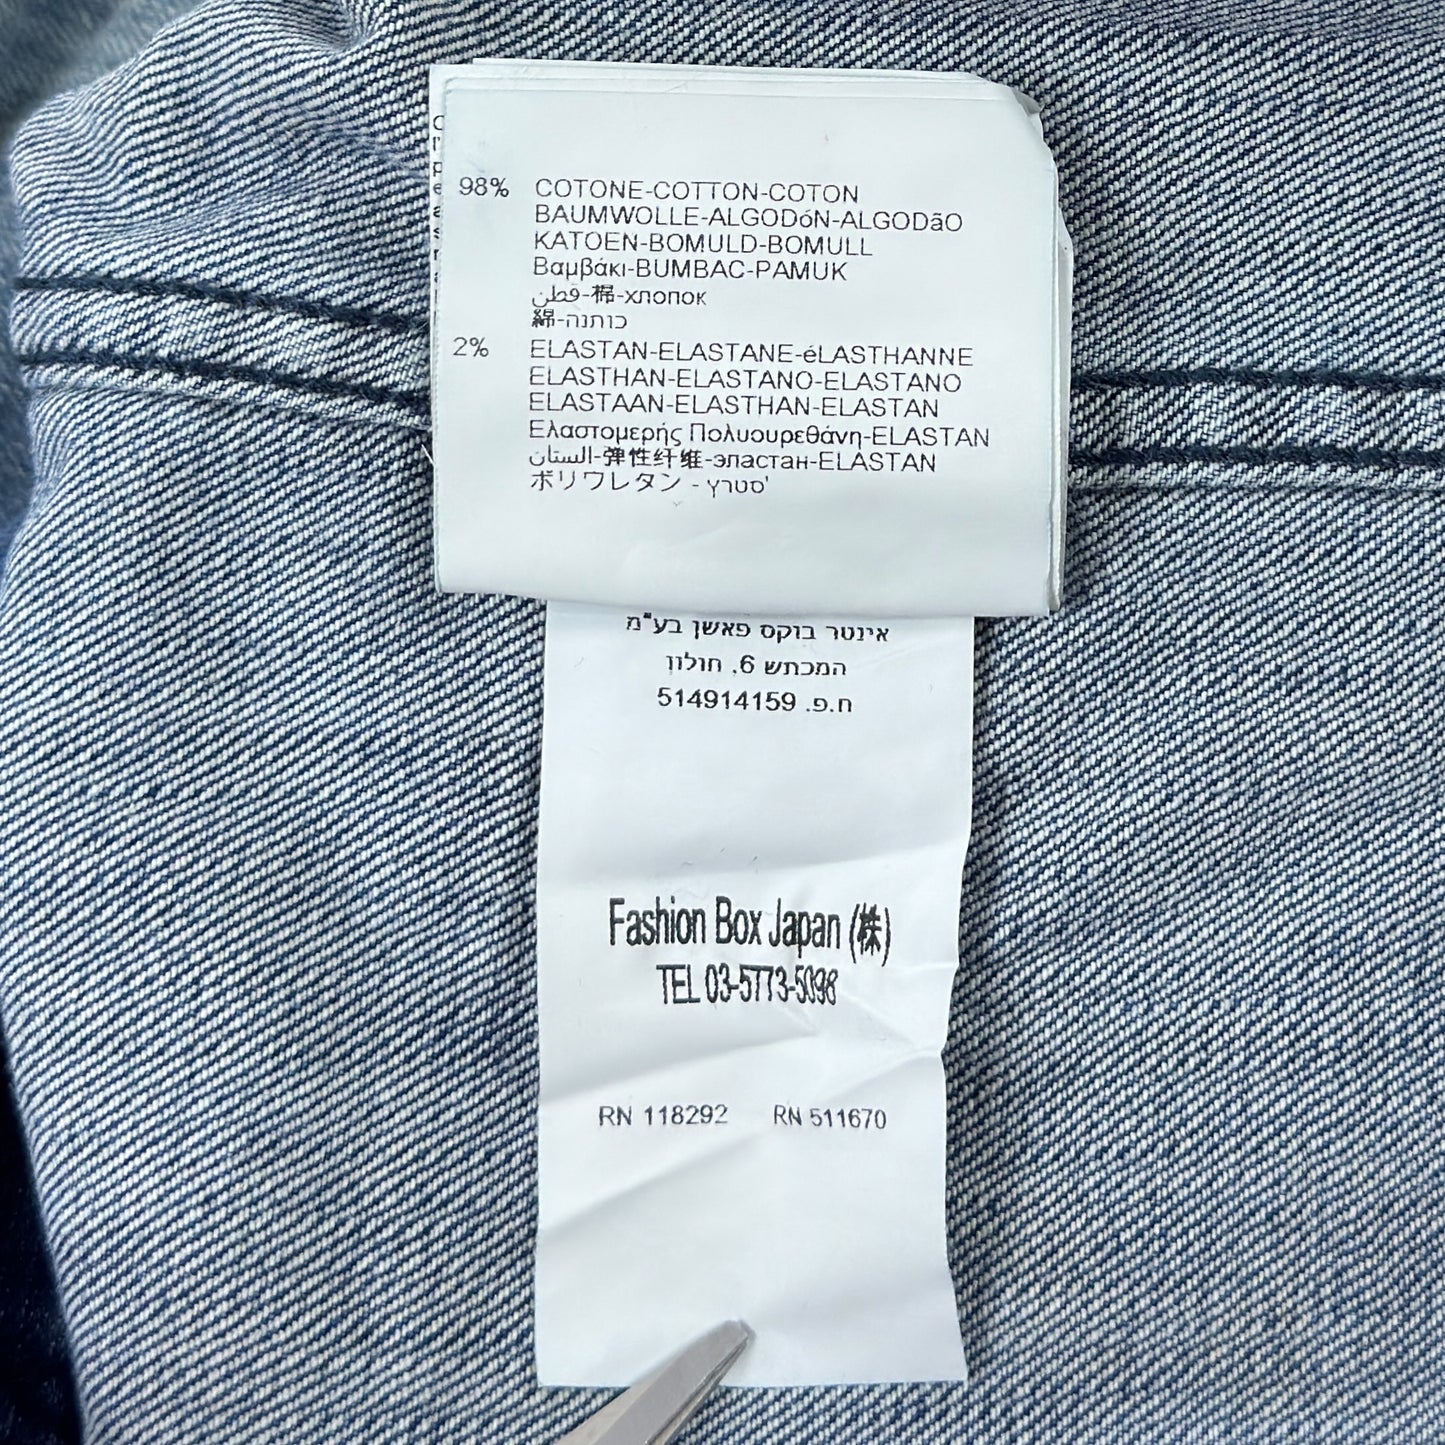 98% COTONE-COTTON-COTON
BAUMWOLLE-ALGODóN-ALGODãO
KATOEN-BOMULD-BOMULL
Βαμβάκι-BUMBAC-PAMUK
قطن-棉-хлопок
綿-כותנה
2% ELASTAN-ELASTANE-éLASTHANNE
ELASTHAN-ELASTANO-ELASTANO
ELASTAAN-ELASTHAN-ELASTAN
Ελαστομερής Πολυουρεθάνη-ELASTAN
الستان-弹性纤维-эластан-ELASTAN
ポリウレタン - סטרץ'
אינטר בוקס פאשן בע"מ
המכתש 6, חולון
ח.פ. 514914159
Fashion Box Japan (株)
TEL 03-5773-5098
RN 118292 RN 511670